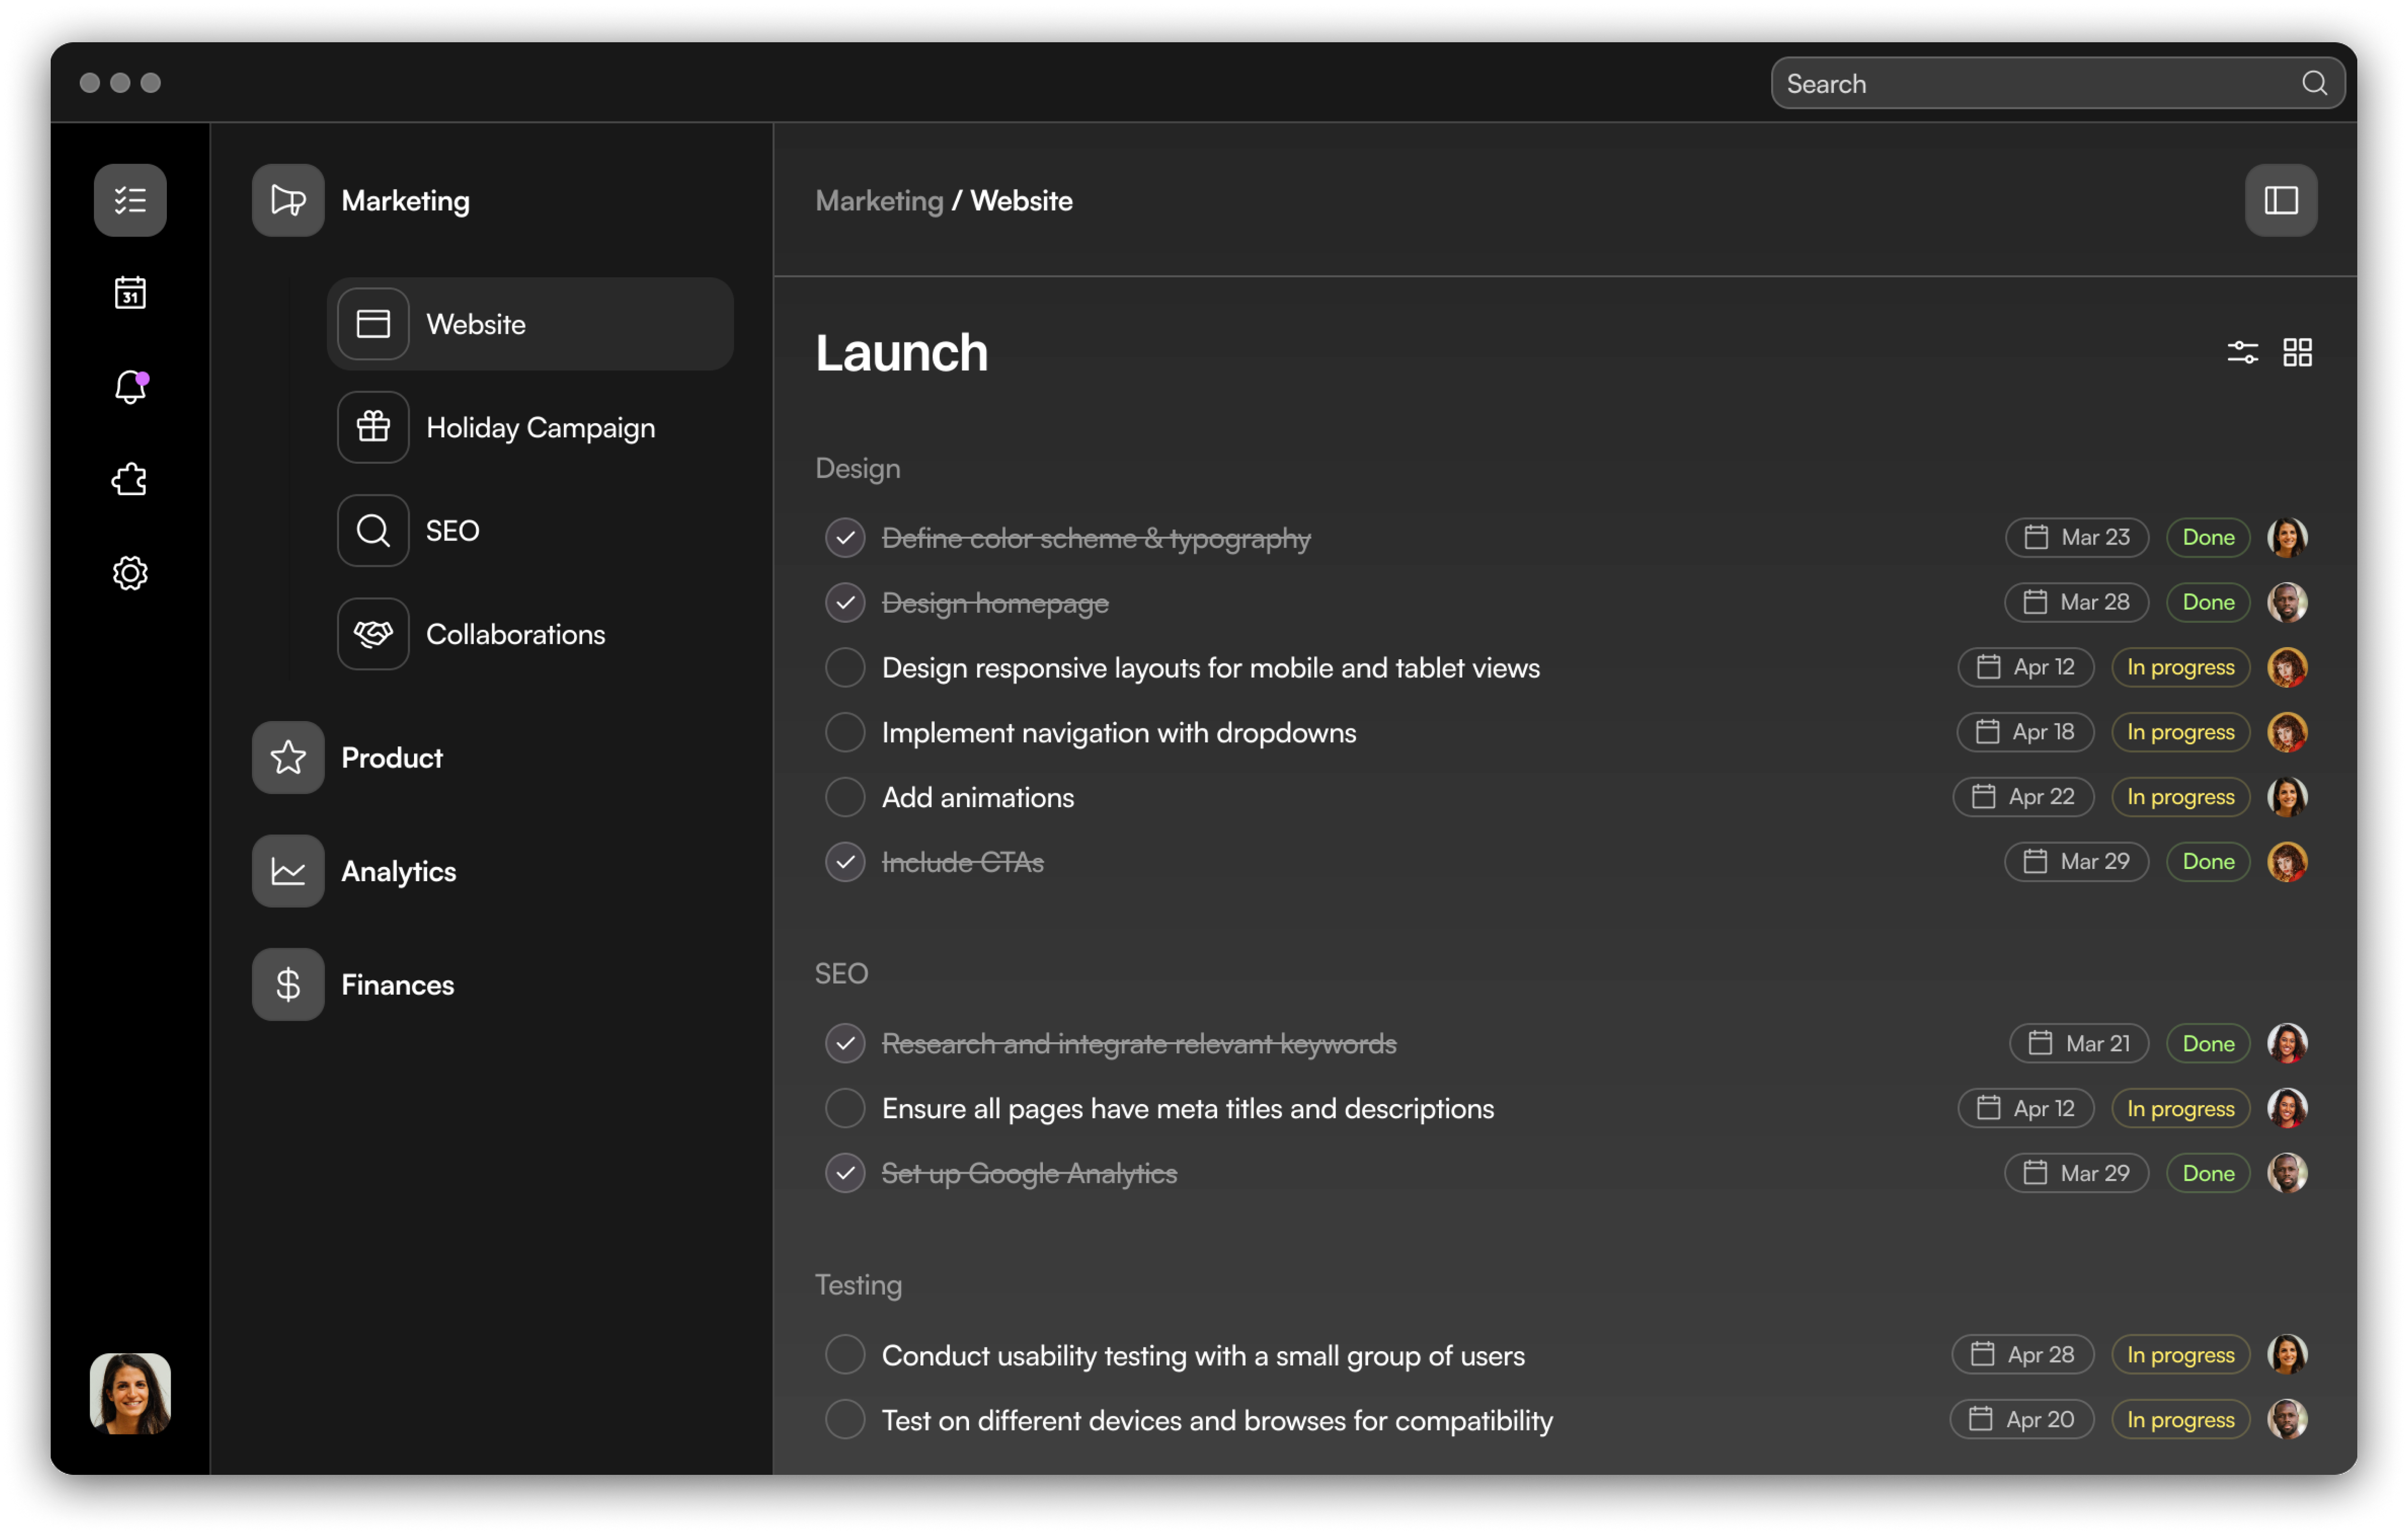 Search
31
Marketing
Website
Holiday Campaign
SEO
Collaborations
Product
Analytics
Finances
Marketing / Website
Launch
Design
Define color scheme & typography Mar 23 Done
Design homepage Mar 28 Done
Design responsive layouts for mobile and tablet views Apr 12 In progress
Implement navigation with dropdowns Apr 18 In progress
Add animations Apr 22 In progress
Include CTAs Mar 29 Done
SEO
Research and integrate relevant keywords Mar 21 Done
Ensure all pages have meta titles and descriptions Apr 12 In progress
Set up Google Analytics Mar 29 Done
Testing
Conduct usability testing with a small group of users Apr 28 In progress
Test on different devices and browses for compatibility Apr 20 In progress